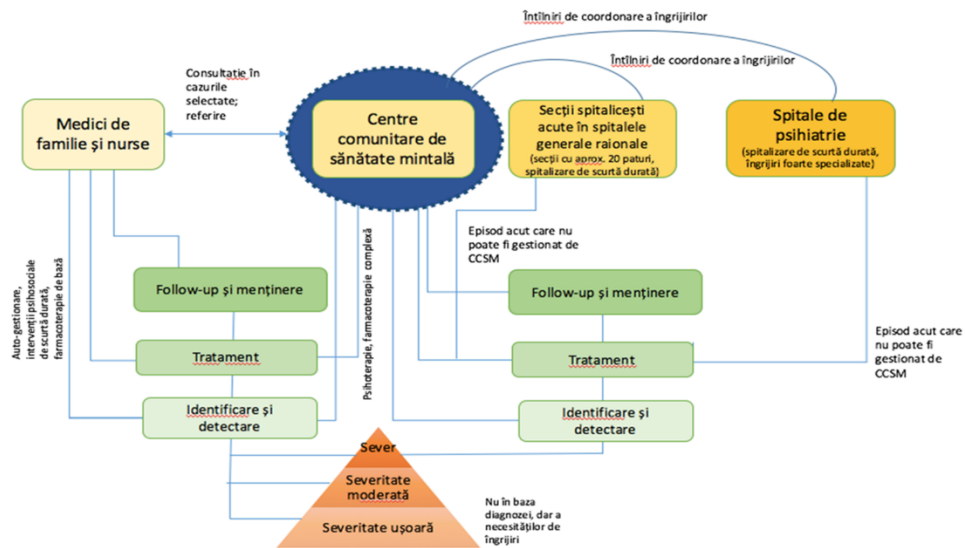 Întîlniri de coordonare a îngrijirilor
Întîlniri de coordonare a îngrijirilor
Consultație în
cazurile
selectate;
referire
Medici de
familie și nurse
Centre
comunitare de
sănătate mintală
Secții spitalicești
acute în spitalele
generale raionale
(secții cu aprox. 20 paturi,
spitalizare de scurtă durată)
Spitale de
psihiatrie
(spitalizare de scurtă durată,
îngrijiri foarte specializate)
Auto-gestionare,
intervenții psihosociale
de scurtă durată,
farmacoterapie de bază
Psihoterapie, farmacoterapie complexă
Episod acut care nu
poate fi gestionat de
CCSM
Follow-up și menținere
Tratament
Identificare și
detectare
Follow-up și menținere
Tratament
Identificare și
detectare
Episod acut care
nu poate fi
gestionat de
CCSM
Sever
Severitate
moderată
Severitate ușoară
Nu în baza
diagnozei, dar a
necesităților de
îngrijiri